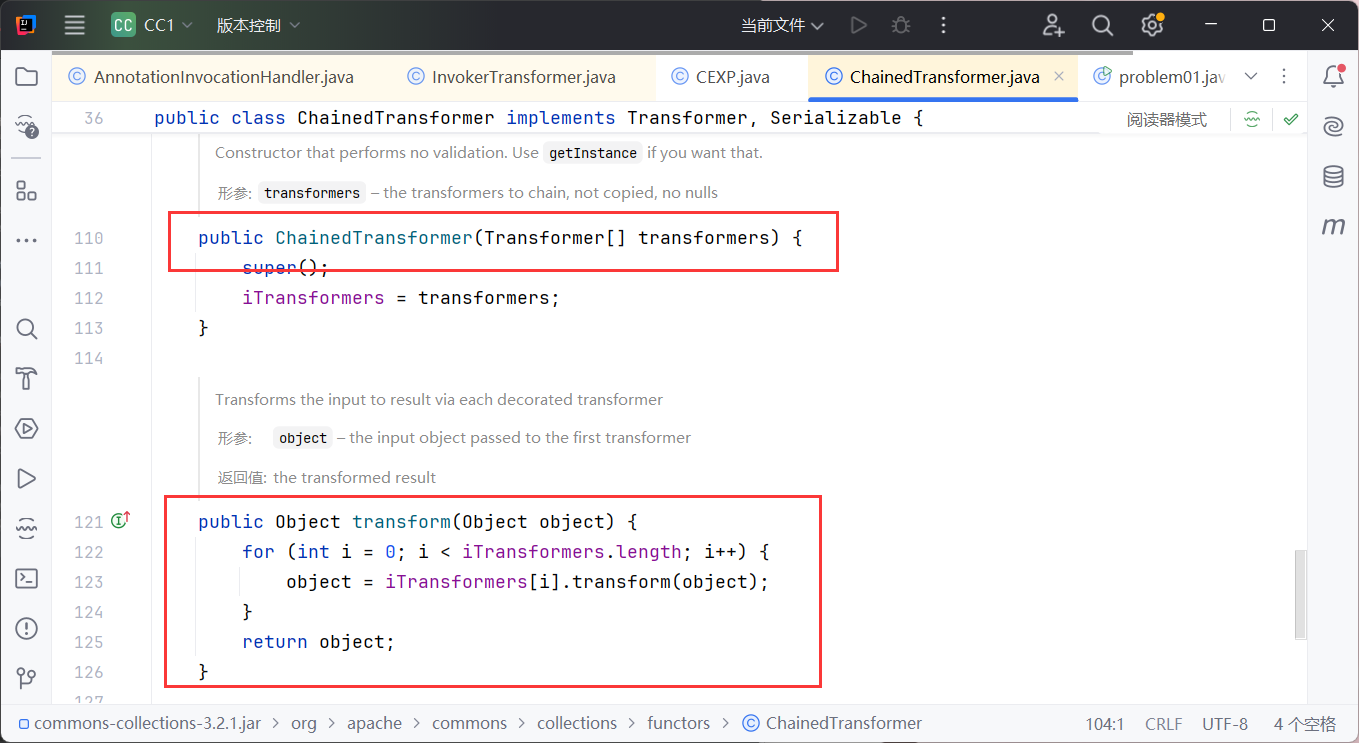 CC CC1 版本控制 当前文件
AnnotationInvocationHandler.java InvokerTransformer.java CEXP.java ChainedTransformer.java problem01.jav
36 public class ChainedTransformer implements Transformer, Serializable { 阅读器模式
Constructor that performs no validation. Use getInstance if you want that.
形参: transformers – the transformers to chain, not copied, no nulls
110 public ChainedTransformer(Transformer[] transformers) {
111 super();
112 iTransformers = transformers;
113 }
114
Transforms the input to result via each decorated transformer
形参: object – the input object passed to the first transformer
返回值: the transformed result
121 public Object transform(Object object) {
122 for (int i = 0; i < iTransformers.length; i++) {
123 object = iTransformers[i].transform(object);
124 }
125 return object;
126 }
127
commons-collections-3.2.1.jar > org > apache > commons > collections > functors > ChainedTransformer 104:1 CRLF UTF-8 4 个空格